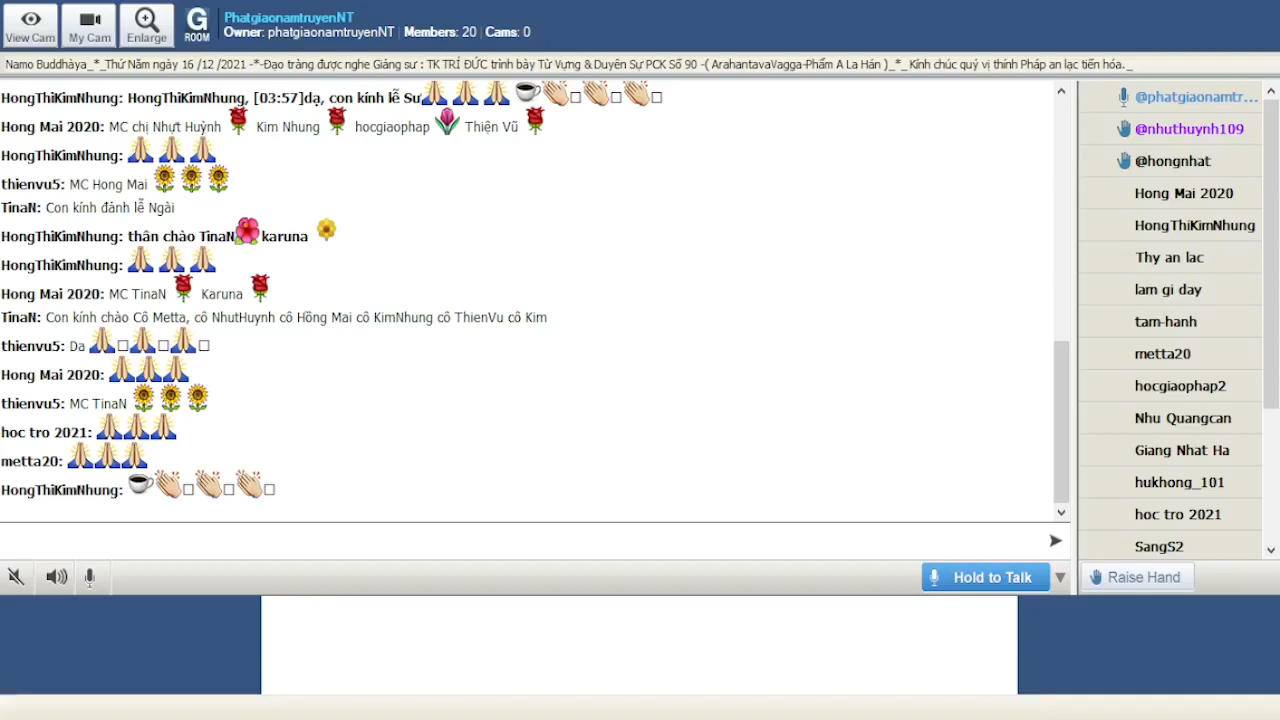 View Cam
My Cam
Enlarge
G
ROOM
PhatgiaonamtruyenNT
Owner: phatgiaonamtruyenNT | Members: 20 | Cams: 0
Namo Buddhàya_*_Thứ Năm ngày 16 /12 /2021 -*-Đạo tràng được nghe Giảng sư : TK TRÍ ĐỨC trình bày Từ Vựng & Duyên Sự PCK Số 90 -( ArahantavaVagga-Phẩm A La Hán )_*_ Kính chúc quý vị thính Pháp an lạc tiến hóa._
HongThiKimNhung: HongThiKimNhung, [03:57]dạ, con kính lễ Sư
Hong Mai 2020: MC chị Nhựt Huỳnh Kim Nhung hocgiaophap Thiện Vũ
HongThiKimNhung:
thienvu5: MC Hong Mai
TinaN: Con kính đảnh lễ Ngài
HongThiKimNhung: thân chào TinaN karuna
HongThiKimNhung:
Hong Mai 2020: MC TinaN Karuna
TinaN: Con kính chào Cô Metta, cô NhutHuynh cô Hồng Mai cô KimNhung cô ThienVu cô Kim
thienvu5: Da
Hong Mai 2020:
thienvu5: MC TinaN
hoc tro 2021:
metta20:
HongThiKimNhung:
@phatgiaonamtr...
@nhuthuynh109
@hongnhat
Hong Mai 2020
HongThiKimNhung
Thy an lac
lam gi day
tam-hanh
metta20
hocgiaophap2
Nhu Quangcan
Giang Nhat Ha
hukhong_101
hoc tro 2021
SangS2
Hold to Talk
Raise Hand